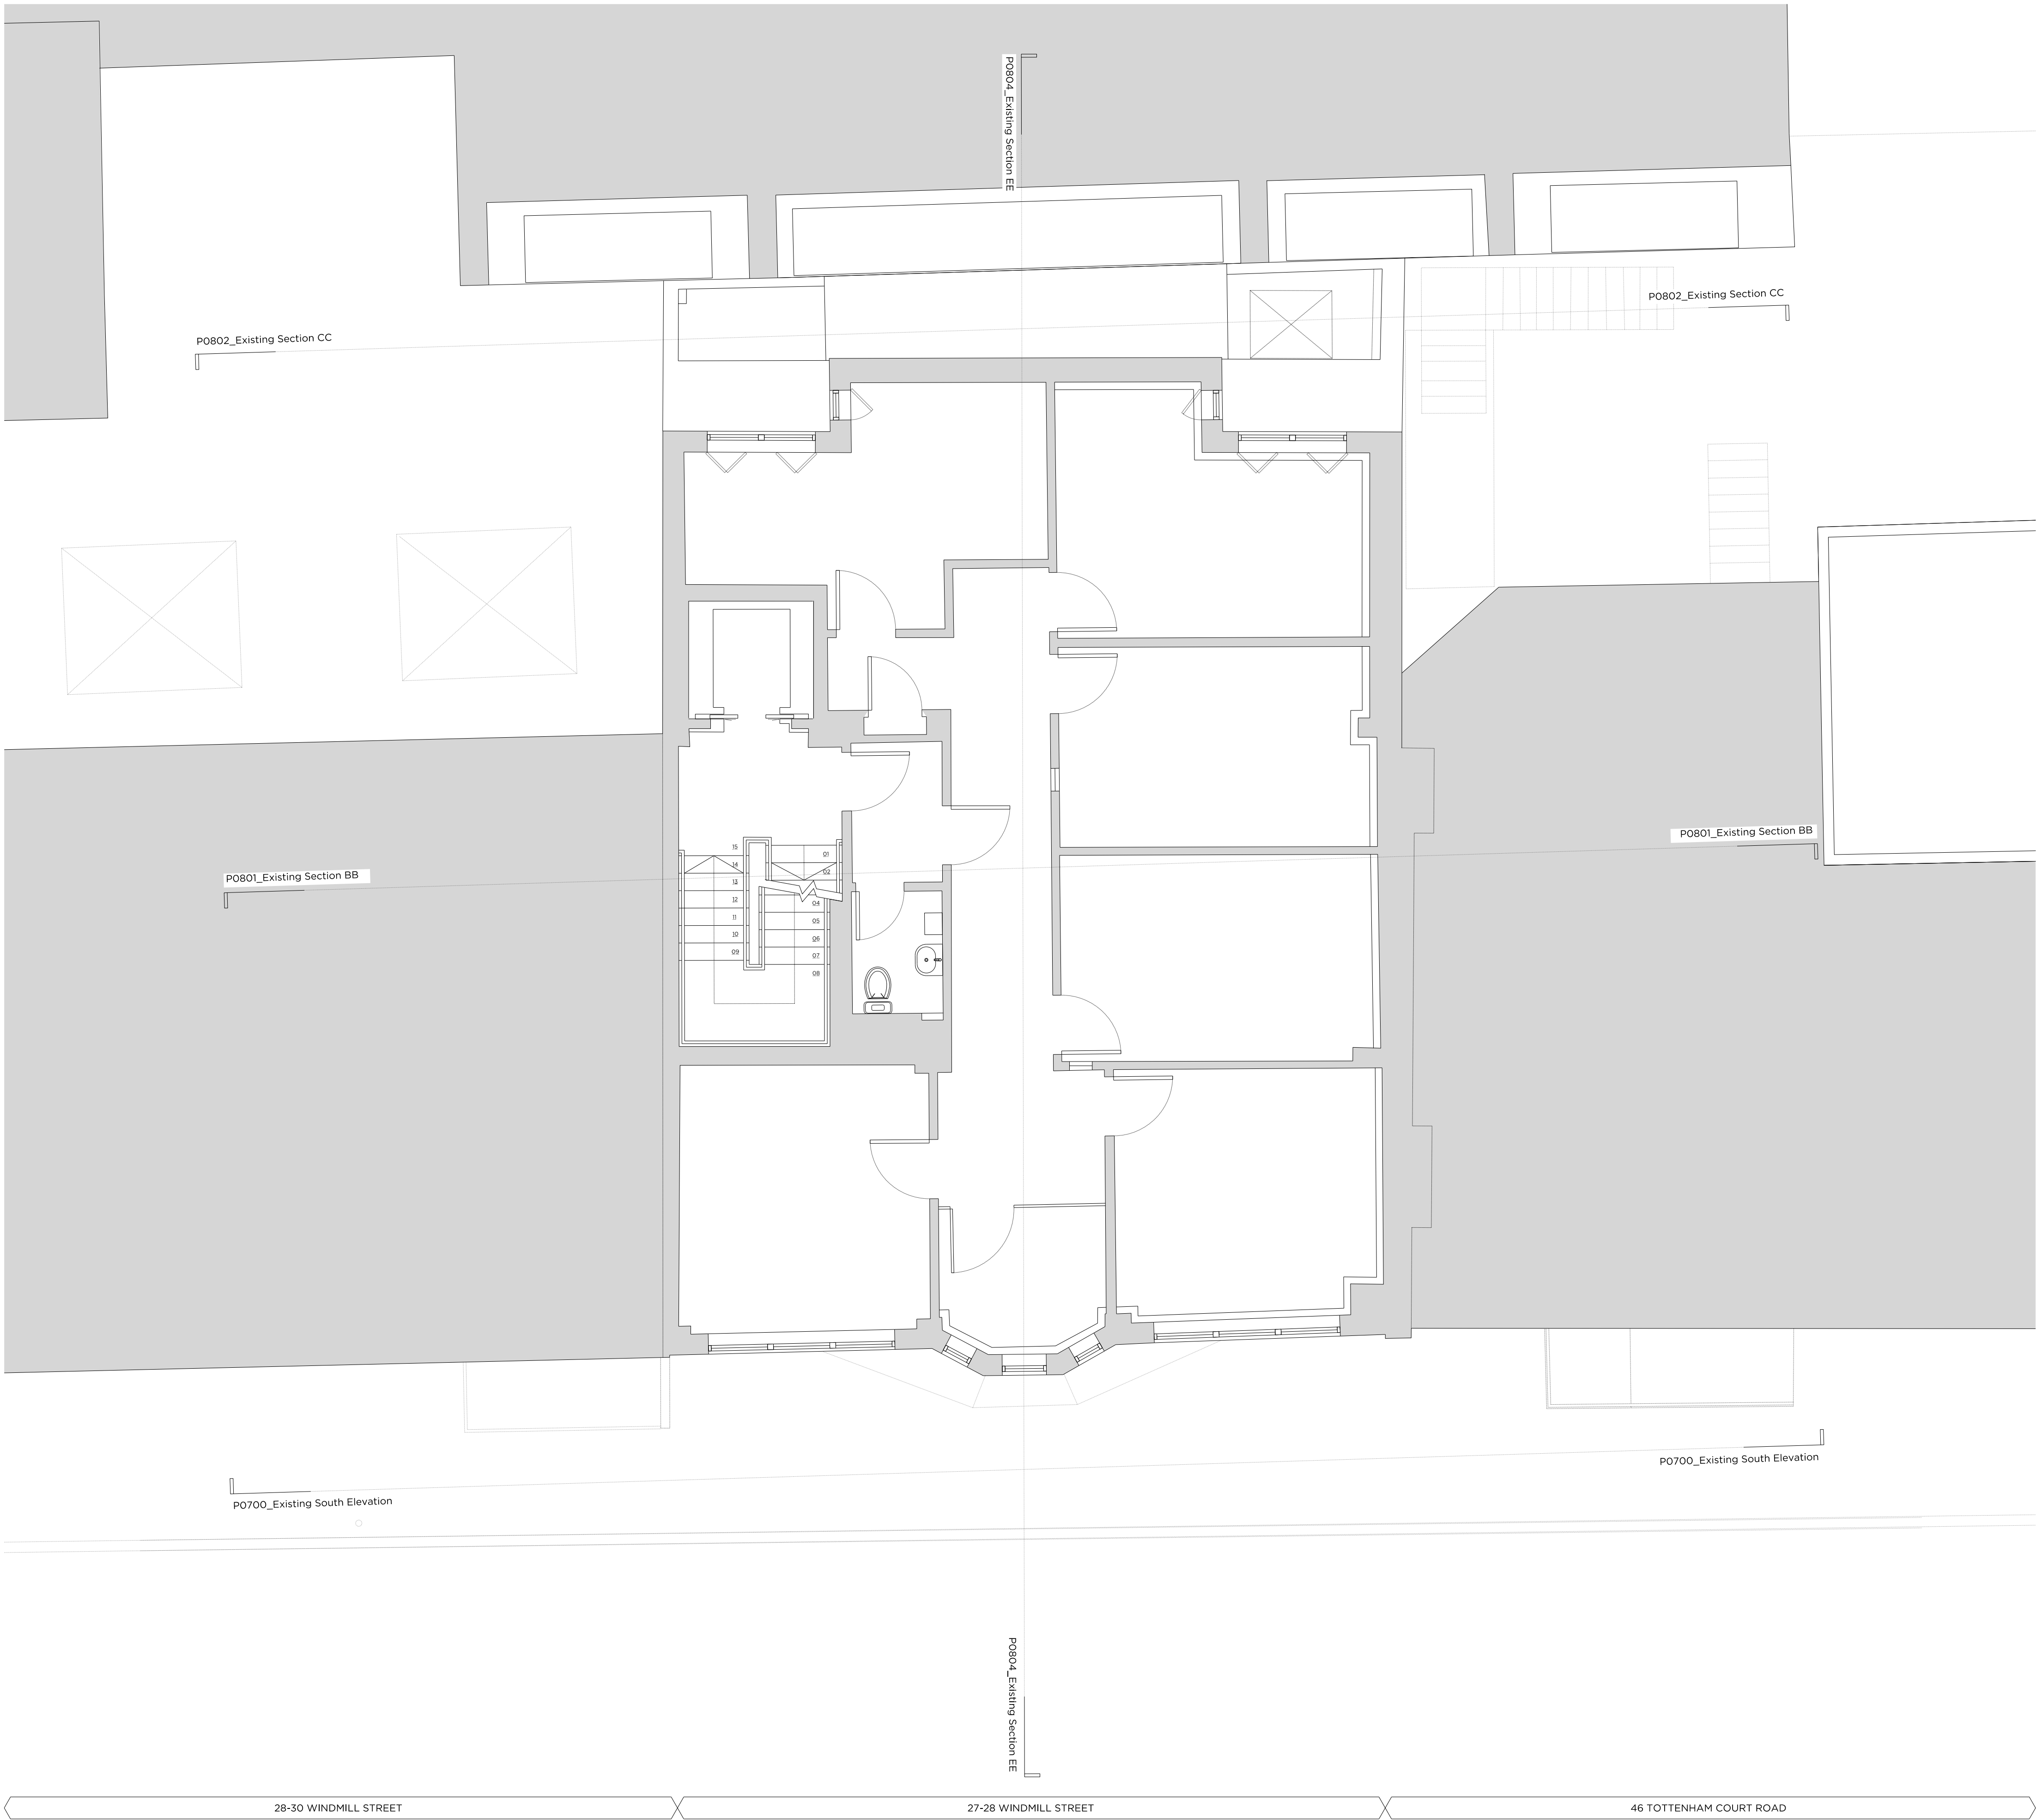 P0804_Existing Section EE
P0802_Existing Section CC
P0802_Existing Section CC
P0801_Existing Section BB
P0801_Existing Section BB
15
14
13
12
11
10
09
01
02
04
05
06
07
08
P0700_Existing South Elevation
P0700_Existing South Elevation
P0804_Existing Section EE
28-30 WINDMILL STREET
27-28 WINDMILL STREET
46 TOTTENHAM COURT ROAD